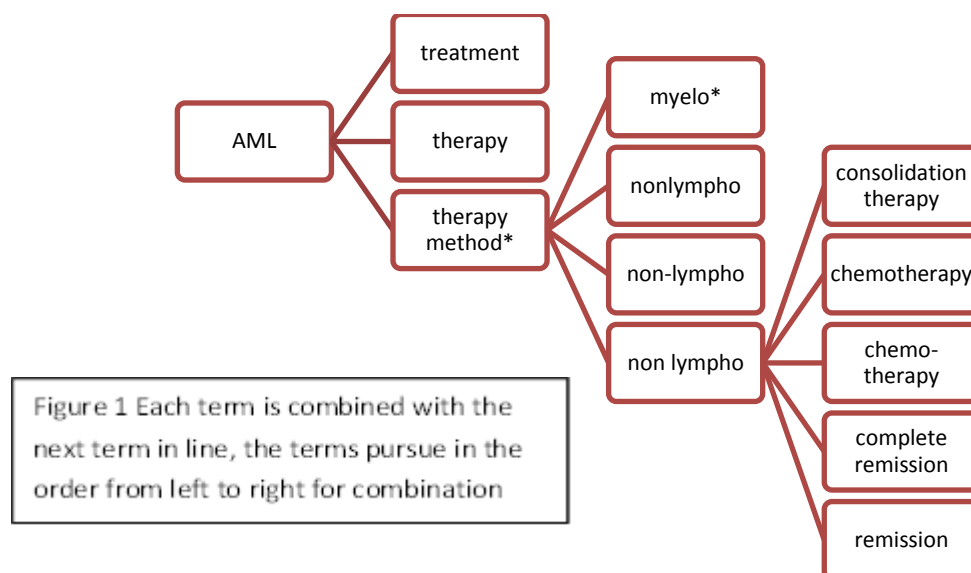 AML
treatment
therapy
therapy
method*
myelo*
nonlympho
non-lympho
non lympho
consolidation
therapy
chemotherapy
chemo-
therapy
complete
remission
remission
Figure 1 Each term is combined with the
next term in line, the terms pursue in the
order from left to right for combination